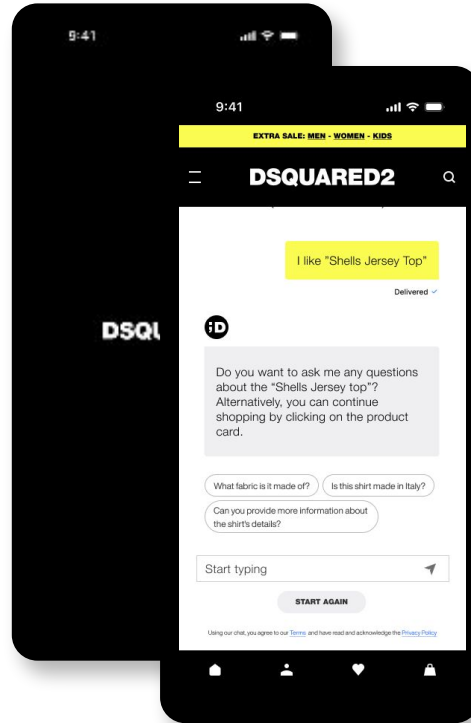 9:41
DSQU
9:41
EXTRA SALE: MEN - WOMEN - KIDS
DSQUARED2
I like "Shells Jersey Top"
Delivered
Do you want to ask me any questions
about the “Shells Jersey top”?
Alternatively, you can continue
shopping by clicking on the product
card.
What fabric is it made of?
Is this shirt made in Italy?
Can you provide more information about
the shirt's details?
Start typing
START AGAIN
Using our chat, you agree to our Terms and have read and acknowledge the Privacy Policy